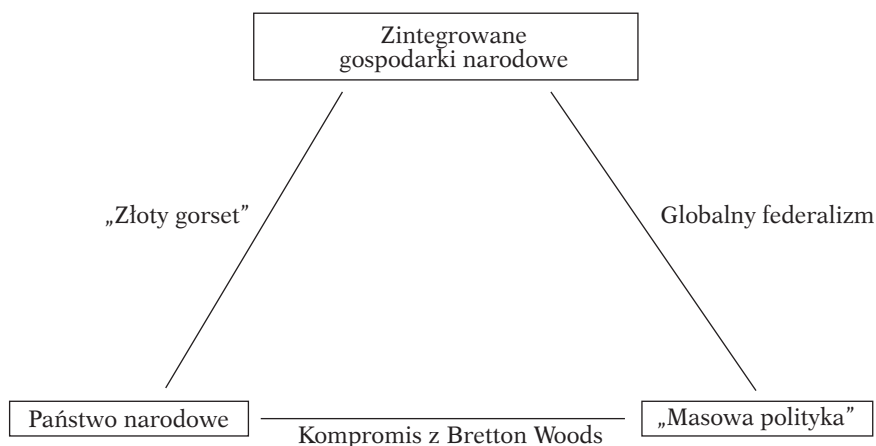 Zintegrowane
gospodarki narodowe
„Złoty gorset”
Globalny federalizm
Państwo narodowe
„Masowa polityka”
Kompromis z Bretton Woods